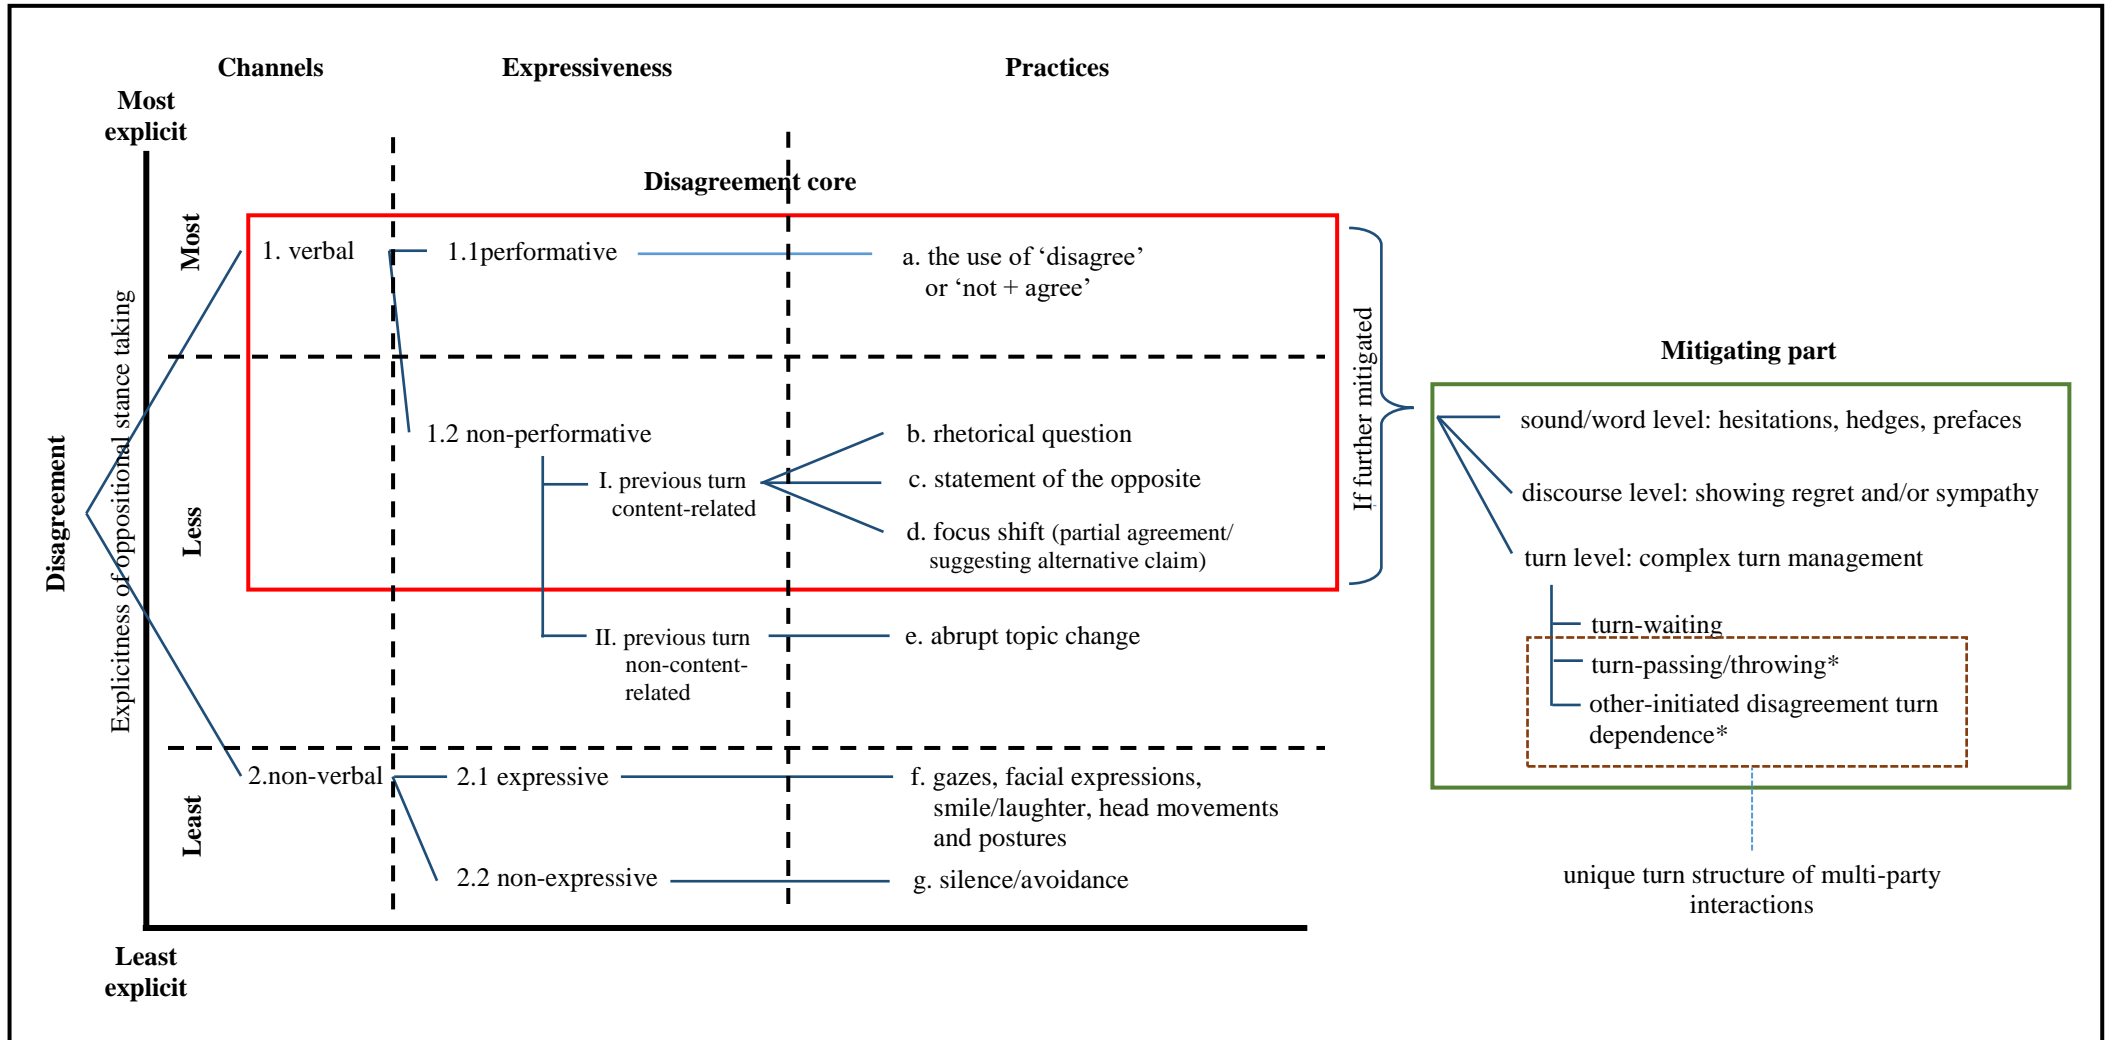 Channels
Expressiveness
Practices
Most
explicit
Disagreement core
Most
1. verbal
1.1performative
a. the use of ‘disagree’
or ‘not + agree’
Explicitness of oppositional stance taking
Disagreement
Less
1.2 non-performative
b. rhetorical question
I. previous turn
content-related
c. statement of the opposite
d. focus shift (partial agreement/
suggesting alternative claim)
II. previous turn
non-content-
related
e. abrupt topic change
Least
2.non-verbal
2.1 expressive
f. gazes, facial expressions,
smile/laughter, head movements
and postures
2.2 non-expressive
g. silence/avoidance
Least
explicit
If further mitigated
Mitigating part
sound/word level: hesitations, hedges, prefaces
discourse level: showing regret and/or sympathy
turn level: complex turn management
turn-waiting
turn-passing/throwing*
other-initiated disagreement turn
dependence*
unique turn structure of multi-party
interactions